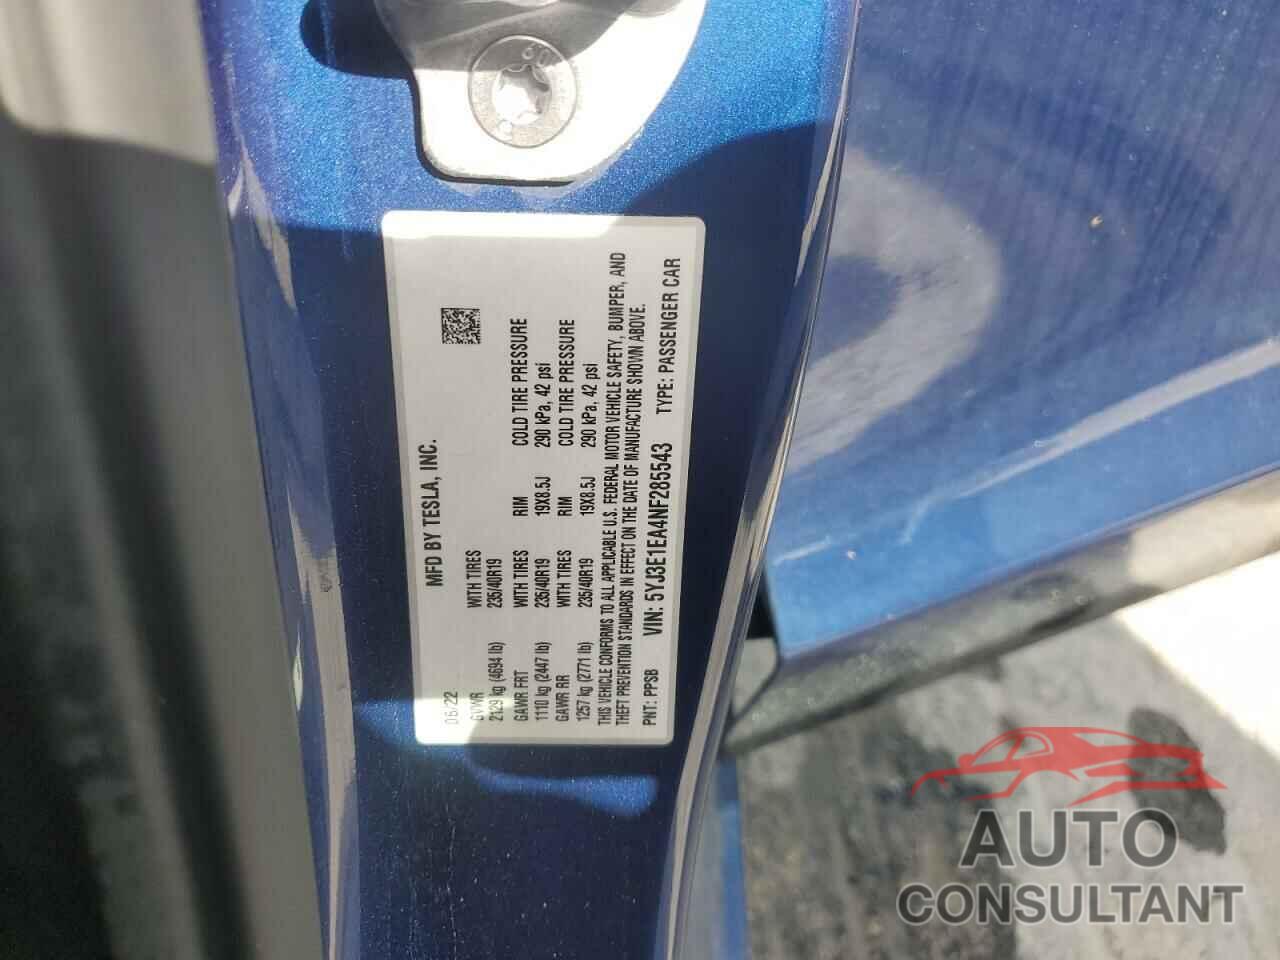 60
8
MFD BY TESLA, INC.
06/22
GVWR WITH TIRES
2129 kg (4694 lb) 235/40R19
GAWR FRT WITH TIRES RIM COLD TIRE PRESSURE
1110 kg (2447 lb) 235/40R19 19X8.5J 290 kPa, 42 psi
GAWR RR WITH TIRES RIM COLD TIRE PRESSURE
1257 kg (2771 lb) 235/40R19 19X8.5J 290 kPa, 42 psi
THIS VEHICLE CONFORMS TO ALL APPLICABLE U.S. FEDERAL MOTOR VEHICLE SAFETY, BUMPER, AND
THEFT PREVENTION STANDARDS IN EFFECT ON THE DATE OF MANUFACTURE SHOWN ABOVE.
PNT: PPSB VIN: 5YJ3E1EA4NF285543 TYPE: PASSENGER CAR
AUTO
CONSULTANT